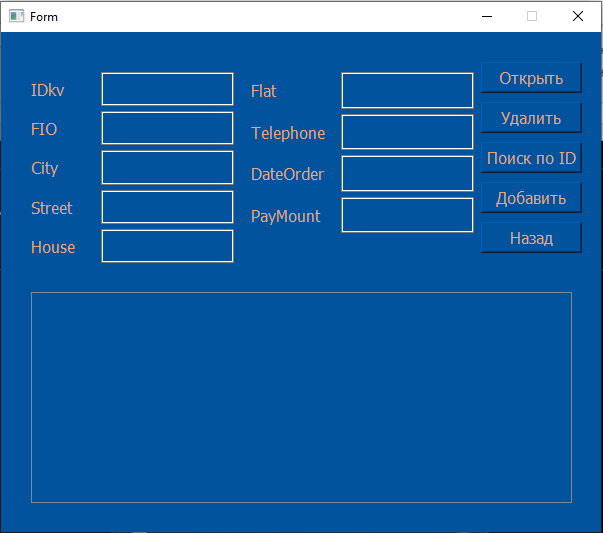 Form
IDkv
FIO
City
Street
House
Flat
Telephone
DateOrder
PayMount
Открыть
Удалить
Поиск по ID
Добавить
Назад